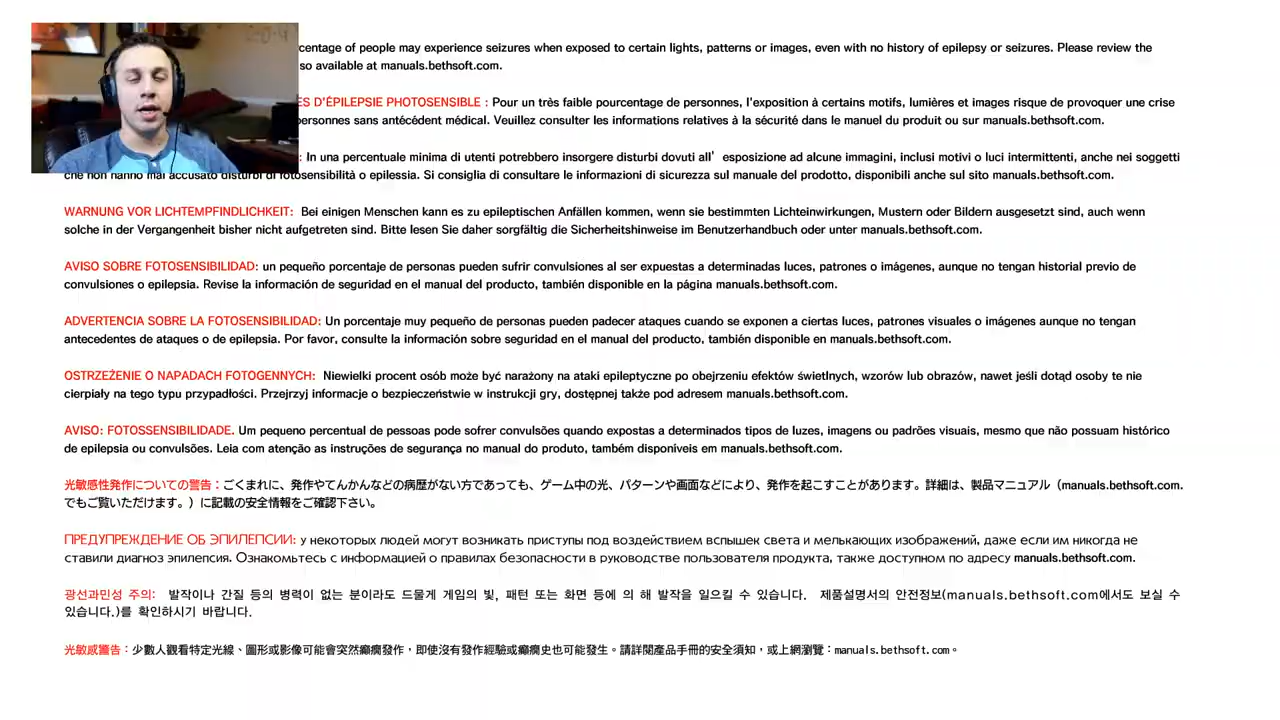 centage of people may experience seizures when exposed to certain lights, patterns or images, even with no history of epilepsy or seizures. Please review the
so available at manuals.bethsoft.com.
ES D'ÉPILEPSIE PHOTOSENSIBLE : Pour un très faible pourcentage de personnes, l'exposition à certains motifs, lumières et images risque de provoquer une crise
personnes sans antécédent médical. Veuillez consulter les informations relatives à la sécurité dans le manuel du produit ou sur manuals.bethsoft.com.
: In una percentuale minima di utenti potrebbero insorgere disturbi dovuti all’ esposizione ad alcune immagini, inclusi motivi o luci intermittenti, anche nei soggetti
che non hanno mai accusato disturbi di fotosensibilità o epilessia. Si consiglia di consultare le informazioni di sicurezza sul manuale del prodotto, disponibili anche sul sito manuals.bethsoft.com.
WARNUNG VOR LICHTEMPFINDLICHKEIT: Bei einigen Menschen kann es zu epileptischen Anfällen kommen, wenn sie bestimmten Lichteinwirkungen, Mustern oder Bildern ausgesetzt sind, auch wenn
solche in der Vergangenheit bisher nicht aufgetreten sind. Bitte lesen Sie daher sorgfältig die Sicherheitshinweise im Benutzerhandbuch oder unter manuals.bethsoft.com.
AVISO SOBRE FOTOSENSIBILIDAD: un pequeño porcentaje de personas pueden sufrir convulsiones al ser expuestas a determinadas luces, patrones o imágenes, aunque no tengan historial previo de
convulsiones o epilepsia. Revise la información de seguridad en el manual del producto, también disponible en la página manuals.bethsoft.com.
ADVERTENCIA SOBRE LA FOTOSENSIBILIDAD: Un porcentaje muy pequeño de personas pueden padecer ataques cuando se exponen a ciertas luces, patrones visuales o imágenes aunque no tengan
antecedentes de ataques o de epilepsia. Por favor, consulte la información sobre seguridad en el manual del producto, también disponible en manuals.bethsoft.com.
OSTRZEŻENIE O NAPADACH FOTOGENNYCH: Niewielki procent osób może być narażony na ataki epileptyczne po obejrzeniu efektów świetlnych, wzorów lub obrazów, nawet jeśli dotąd osoby te nie
cierpiały na tego typu przypadłości. Przejrzyj informacje o bezpieczeństwie w instrukcji gry, dostępnej także pod adresem manuals.bethsoft.com.
AVISO: FOTOSSENSIBILIDADE. Um pequeno percentual de pessoas pode sofrer convulsões quando expostas a determinados tipos de luzes, imagens ou padrões visuais, mesmo que não possuam histórico
de epilepsia ou convulsões. Leia com atenção as instruções de segurança no manual do produto, também disponíveis em manuals.bethsoft.com.
光敏感性発作についての警告：ごくまれに、発作やてんかんなどの病歴がない方であっても、ゲーム中の光、パターンや画面などにより、発作を起こすことがあります。詳細は、製品マニュアル（manuals.bethsoft.com.
でもご覧いただけます。）に記載の安全情報をご確認下さい。
ПРЕДУПРЕЖДЕНИЕ ОБ ЭПИЛЕПСИИ: у некоторых людей могут возникать приступы под воздействием вспышек света и мелькающих изображений, даже если им никогда не
ставили диагноз эпилепсия. Ознакомьтесь с информацией о правилах безопасности в руководстве пользователя продукта, также доступном по адресу manuals.bethsoft.com.
광선과민성 주의: 발작이나 간질 등의 병력이 없는 분이라도 드물게 게임의 빛, 패턴 또는 화면 등에 의 해 발작을 일으킬 수 있습니다. 제품설명서의 안전정보(manuals.bethsoft.com에서도 보실 수
있습니다.)를 확인하시기 바랍니다.
光敏感警告：少數人觀看特定光線、圖形或影像可能會突然癲癇發作，即使沒有發作經驗或癲癇史也可能發生。請詳閱產品手冊的安全須知，或上網瀏覽：manuals.bethsoft.com。